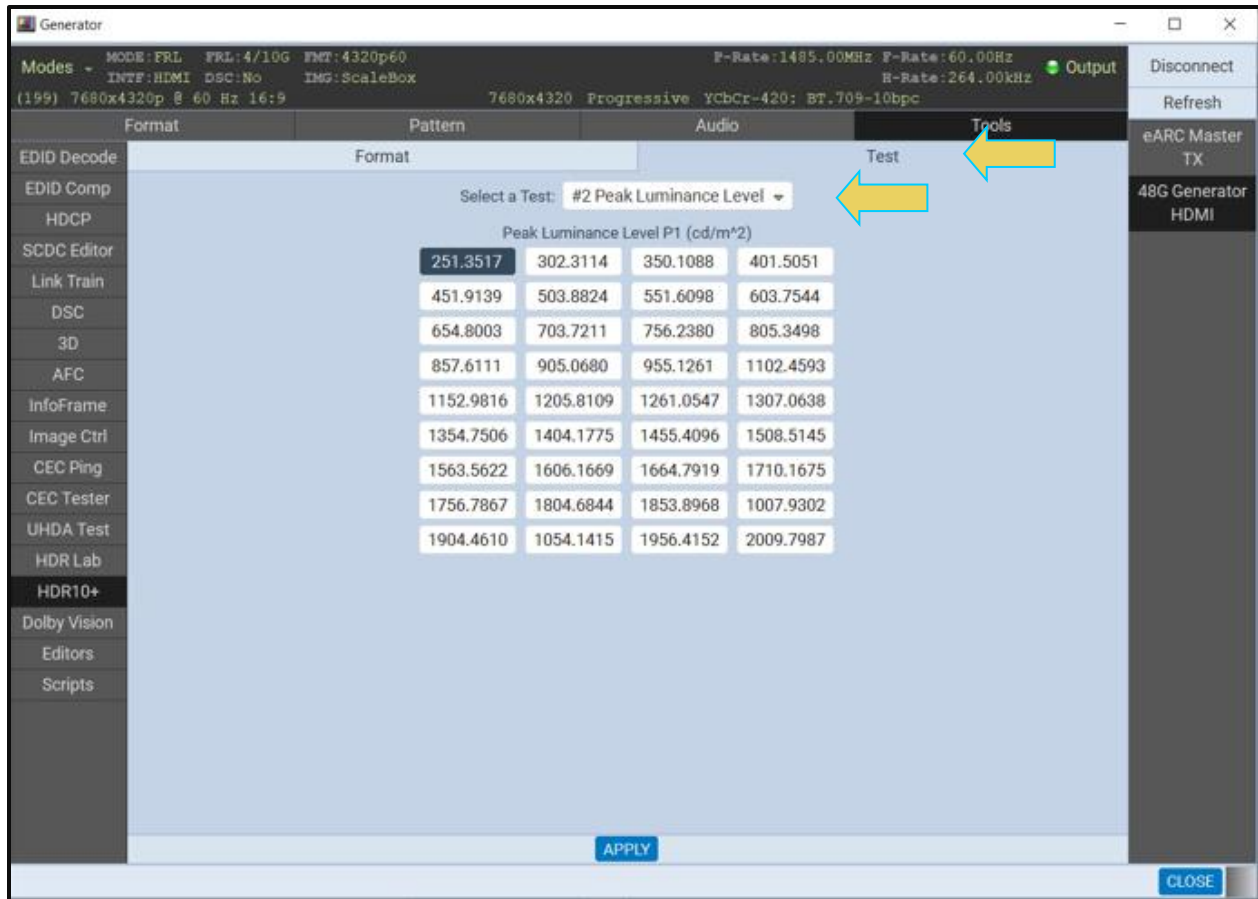 Generator
Modes
MODE:FRL FRL:4/10G FMT:4320p60 P-Rate:1485.00MHz F-Rate:60.00Hz
INTF:HDMI DSC:No IMG:ScaleBox H-Rate:264.00kHz
Output
(199) 7680x4320p @ 60 Hz 16:9 7680x4320 Progressive YCbCr-420: BT.709-10bpc
Disconnect
Refresh
Format Pattern Audio Tools
eARC Master
TX
48G Generator
HDMI
EDID Decode
EDID Comp
HDCP
SCDC Editor
Link Train
DSC
3D
AFC
InfoFrame
Image Ctrl
CEC Ping
CEC Tester
UHDA Test
HDR Lab
HDR10+
Dolby Vision
Editors
Scripts
Format Test
Select a Test: #2 Peak Luminance Level
Peak Luminance Level P1 (cd/m^2)
251.3517 302.3114 350.1088 401.5051
451.9139 503.8824 551.6098 603.7544
654.8003 703.7211 756.2380 805.3498
857.6111 905.0680 955.1261 1102.4593
1152.9816 1205.8109 1261.0547 1307.0638
1354.7506 1404.1775 1455.4096 1508.5145
1563.5622 1606.1669 1664.7919 1710.1675
1756.7867 1804.6844 1853.8968 1007.9302
1904.4610 1054.1415 1956.4152 2009.7987
APPLY
CLOSE